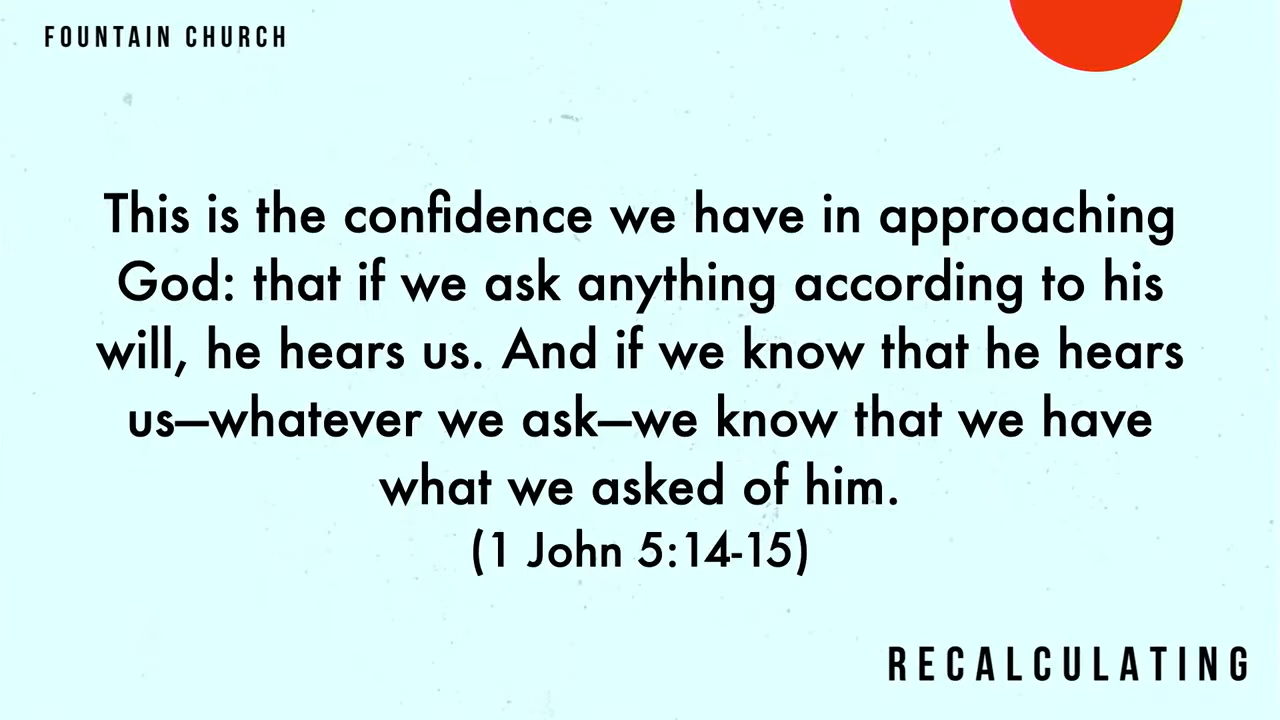 FOUNTAIN CHURCH
This is the confidence we have in approaching
God: that if we ask anything according to his
will, he hears us. And if we know that he hears
us—whatever we ask—we know that we have
what we asked of him.
(1 John 5:14-15)
RECALCULATING